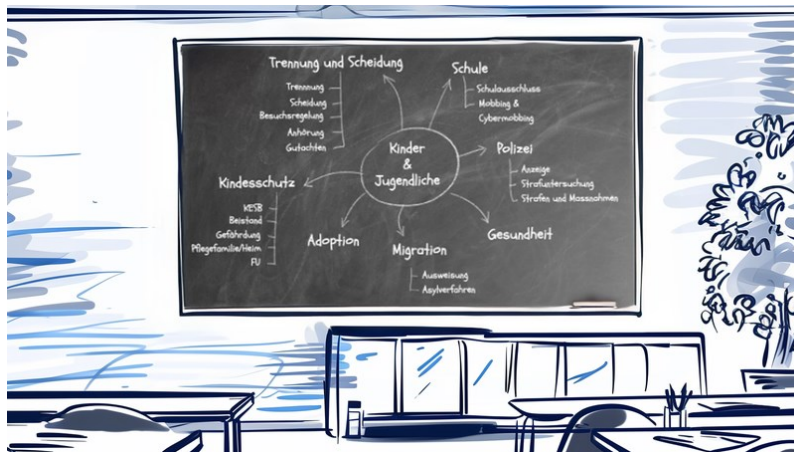 Trennung und Scheidung
Trennung
Scheidung
Besuchsregelung
Anhörung
Gutachten
Schule
Schulausschluss
Mobbing &
Cybermobbing
Kinder
&
Jugendliche
Polizei
Anzeige
Strafuntersuchung
Strafen und Massnahmen
Kindesschutz
KESB
Beistand
Gefährdung
Pflegefamilie/Heim
FU
Adoption
Migration
Ausweisung
Asylverfahren
Gesundheit